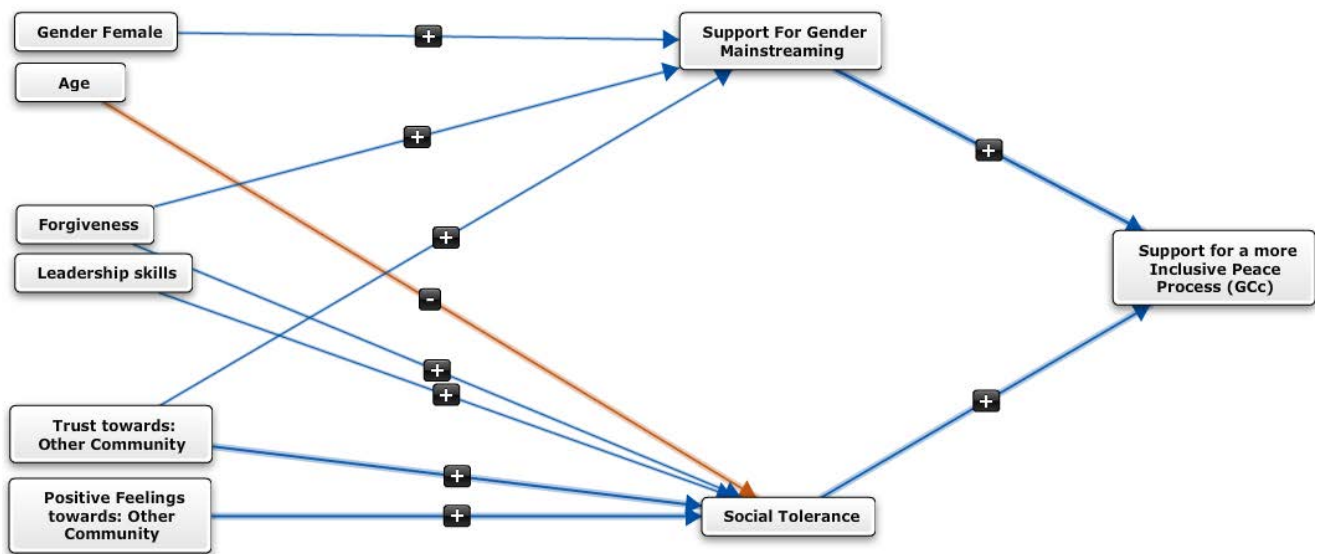 Gender Female
Age
Forgiveness
Leadership skills
Trust towards:
Other Community
Positive Feelings
towards: Other
Community
+
+
+
-
+
+
+
+
Support For Gender
Mainstreaming
Social Tolerance
+
+
Support for a more
Inclusive Peace
Process (GCc)